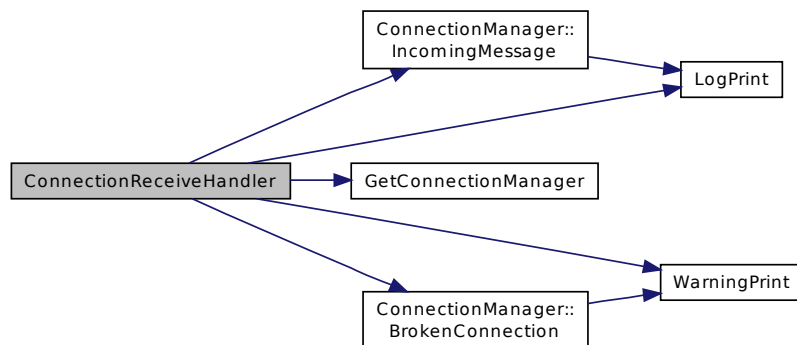 ConnectionManager::
IncomingMessage
LogPrint
ConnectionReceiveHandler
GetConnectionManager
WarningPrint
ConnectionManager::
BrokenConnection